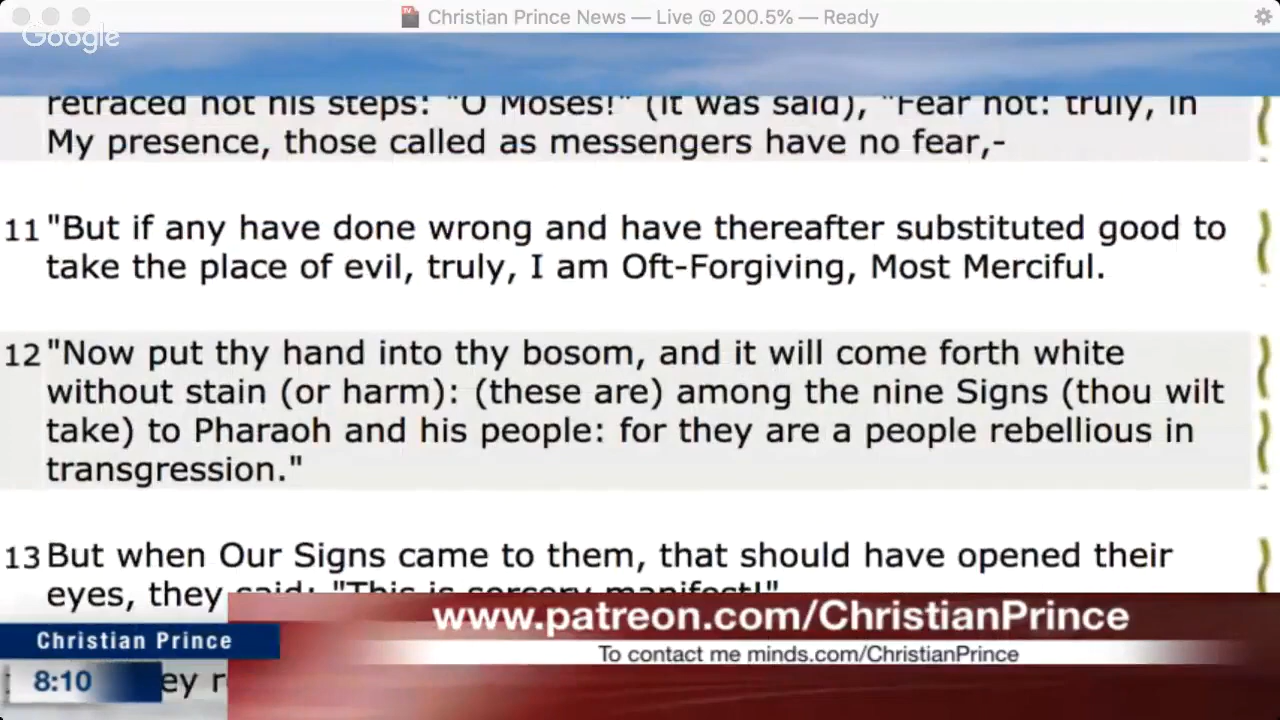 Christian Prince News — Live @ 200.5% — Ready
Google
retraced not his steps: "O Moses!" (it was said), "Fear not: truly, in
My presence, those called as messengers have no fear,-
11 "But if any have done wrong and have thereafter substituted good to
take the place of evil, truly, I am Oft-Forgiving, Most Merciful.
12 "Now put thy hand into thy bosom, and it will come forth white
without stain (or harm): (these are) among the nine Signs (thou wilt
take) to Pharaoh and his people: for they are a people rebellious in
transgression."
13 But when Our Signs came to them, that should have opened their
eyes, they said: "This is sorcery manifest!"
www.patreon.com/ChristianPrince
Christian Prince
To contact me minds.com/ChristianPrince
8:10